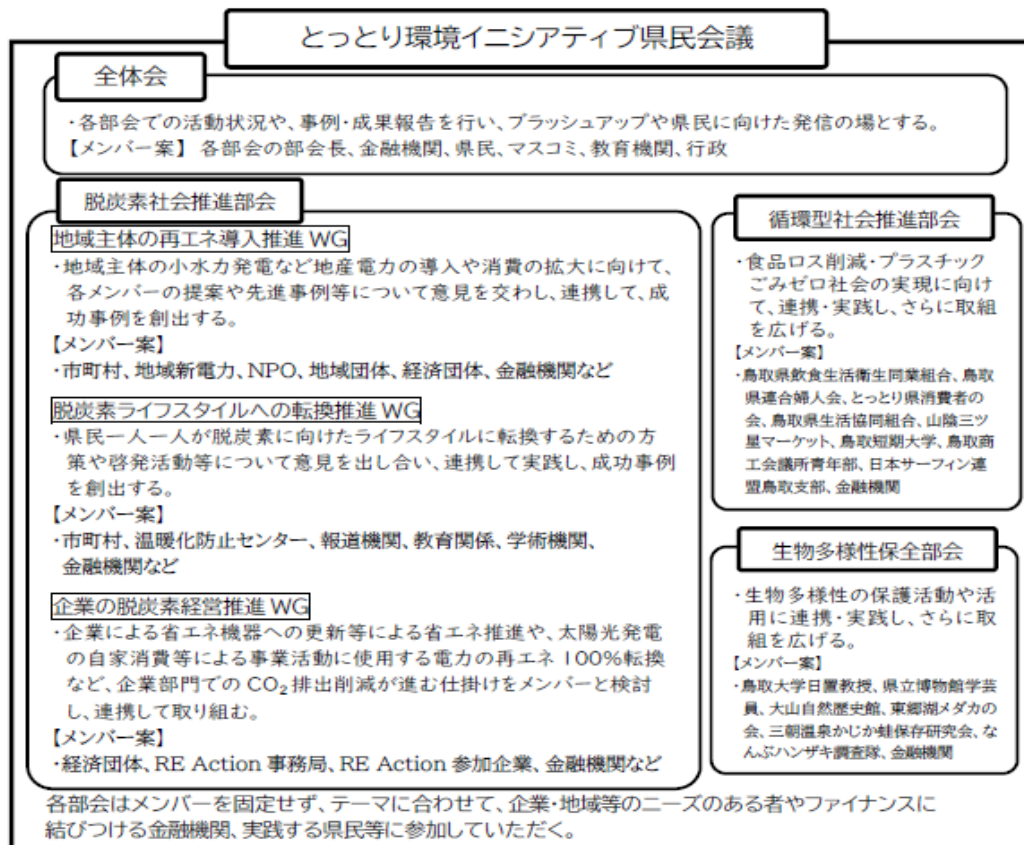 とっとり環境イニシアティブ県民会議
全体会
・各部会での活動状況や、事例・成果報告を行い、ブラッシュアップや県民に向けた発信の場とする。
【メンバー案】 各部会の部会長、金融機関、県民、マスコミ、教育機関、行政
脱炭素社会推進部会
地域主体の再エネ導入推進 WG
・地域主体の小水力発電など地産電力の導入や消費の拡大に向けて、
各メンバーの提案や先進事例等について意見を交わし、連携して、成
功事例を創出する。
【メンバー案】
・市町村、地域新電力、NPO、地域団体、経済団体、金融機関など
脱炭素ライフスタイルへの転換推進 WG
・県民一人一人が脱炭素に向けたライフスタイルに転換するための方
策や啓発活動等について意見を出し合い、連携して実践し、成功事例
を創出する。
【メンバー案】
・市町村、温暖化防止センター、報道機関、教育関係、学術機関、
金融機関など
企業の脱炭素経営推進 WG
・企業による省エネ機器への更新等による省エネ推進や、太陽光発電
の自家消費等による事業活動に使用する電力の再エネ 100%転換
など、企業部門での CO₂排出削減が進む仕掛けをメンバーと検討
し、連携して取り組む。
【メンバー案】
・経済団体、RE Action 事務局、RE Action 参加企業、金融機関など
循環型社会推進部会
・食品ロス削減・プラスチック
ごみゼロ社会の実現に向け
て、連携・実践し、さらに取組
を広げる。
【メンバー案】
・鳥取県飲食生活衛生同業組合、鳥取
県連合婦人会、とっとり県消費者の
会、鳥取県生活協同組合、山陰三ツ
星マーケット、鳥取短期大学、鳥取商
工会議所青年部、日本サーフィン連
盟鳥取支部、金融機関
生物多様性保全部会
・生物多様性の保護活動や活
用に連携・実践し、さらに取
組を広げる。
【メンバー案】
・鳥取大学日置教授、県立博物館学芸
員、大山自然歴史館、東郷湖メダカの
会、三朝温泉かじか蛙保存研究会、な
んぶハンザキ調査隊、金融機関
各部会はメンバーを固定せず、テーマに合わせて、企業・地域等のニーズのある者やファイナンスに
結びつける金融機関、実践する県民等に参加していただく。